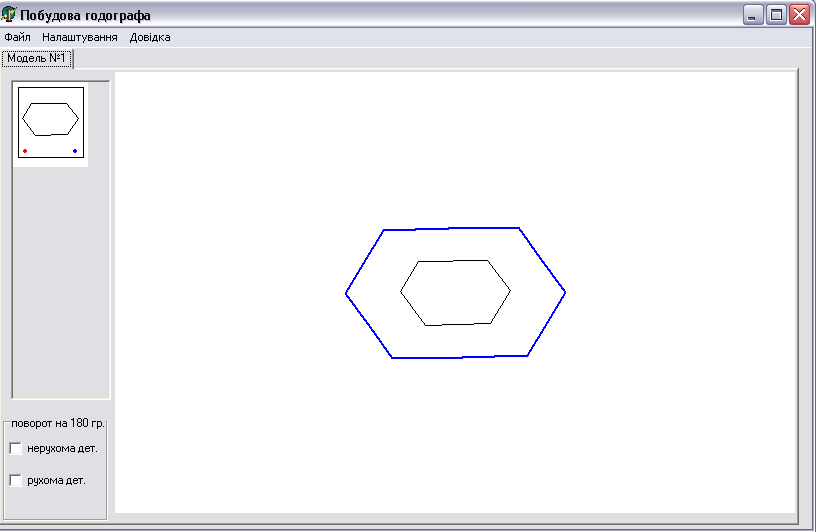 Побудова годографа
Файл Налаштування Довідка
Модель №1
поворот на 180 гр.
нерухома дет.
рухома дет.